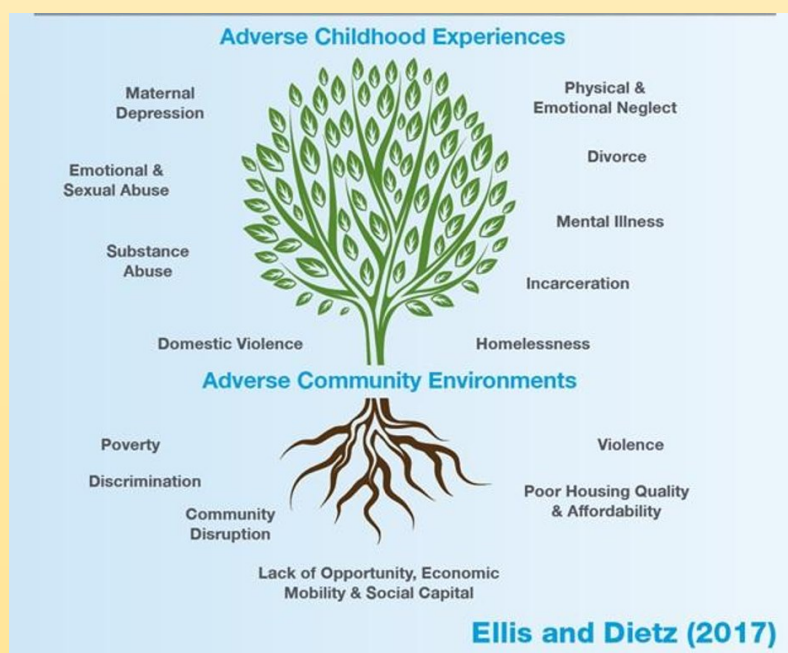 Adverse Childhood Experiences
Maternal
Depression
Physical &
Emotional Neglect
Emotional &
Sexual Abuse
Divorce
Mental Illness
Substance
Abuse
Incarceration
Domestic Violence
Homelessness
Adverse Community Environments
Poverty
Violence
Discrimination
Poor Housing Quality
& Affordability
Community
Disruption
Lack of Opportunity, Economic
Mobility & Social Capital
Ellis and Dietz (2017)